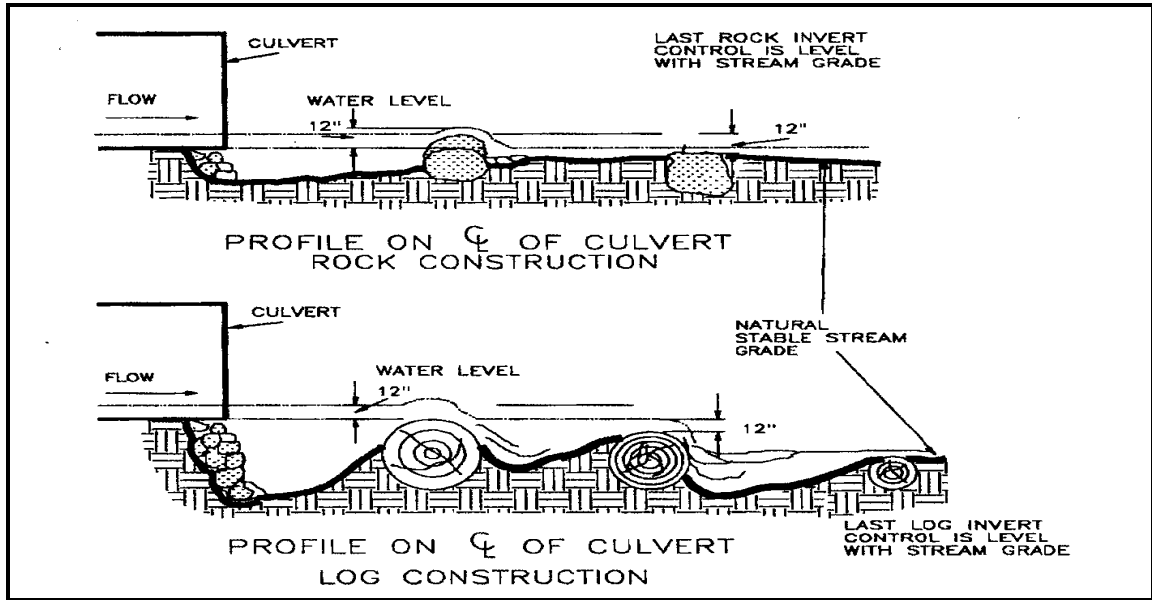 CULVERT
LAST ROCK INVERT
CONTROL IS LEVEL
WITH STREAM GRADE
FLOW
WATER LEVEL
12"
12"
PROFILE ON ℄ OF CULVERT
ROCK CONSTRUCTION
CULVERT
NATURAL
STABLE STREAM
GRADE
FLOW
WATER LEVEL
12"
12"
LAST LOG INVERT
CONTROL IS LEVEL
WITH STREAM GRADE
PROFILE ON ℄ OF CULVERT
LOG CONSTRUCTION